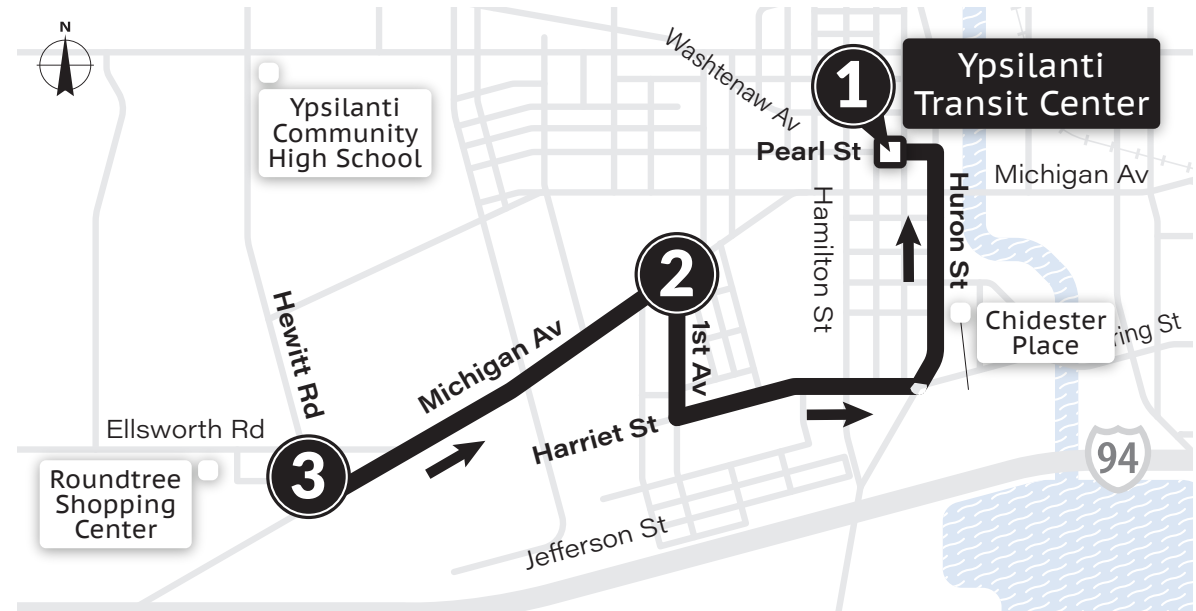 N
Washtenaw Av
1
Ypsilanti
Transit Center
Ypsilanti
Community
High School
Pearl St
Michigan Av
Huron St
Hamilton St
2
Hewitt Rd
Michigan Av
1st Av
Chidester
Place
ring St
Ellsworth Rd
Harriet St
3
94
Roundtree
Shopping
Center
Jefferson St